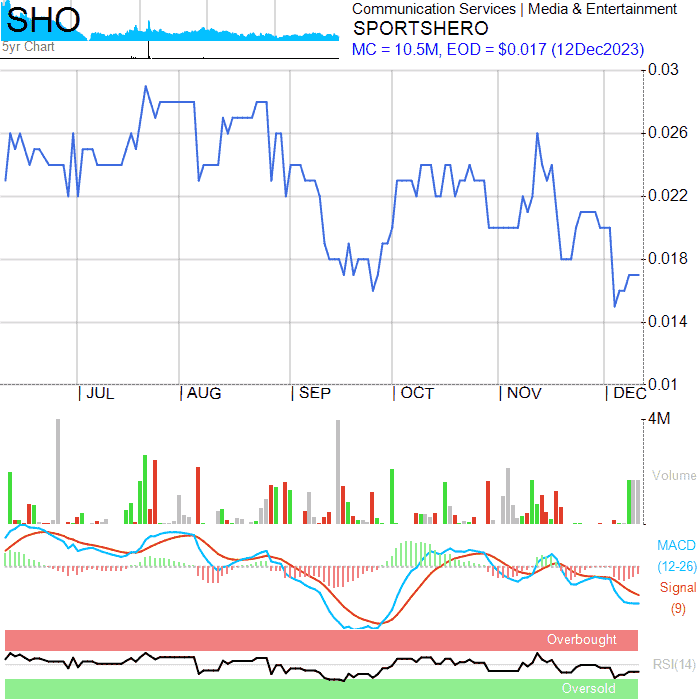 SHO
5yr Chart
Communication Services | Media & Entertainment
SPORTSHERO
MC = 10.5M, EOD = $0.017 (12Dec2023)
0.03
0.026
0.022
0.018
0.014
0.01
| JUL | AUG | SEP | OCT | NOV | DEC
4M
Volume
MACD
(12-26)
Signal
(9)
Overbought
RSI(14)
Oversold